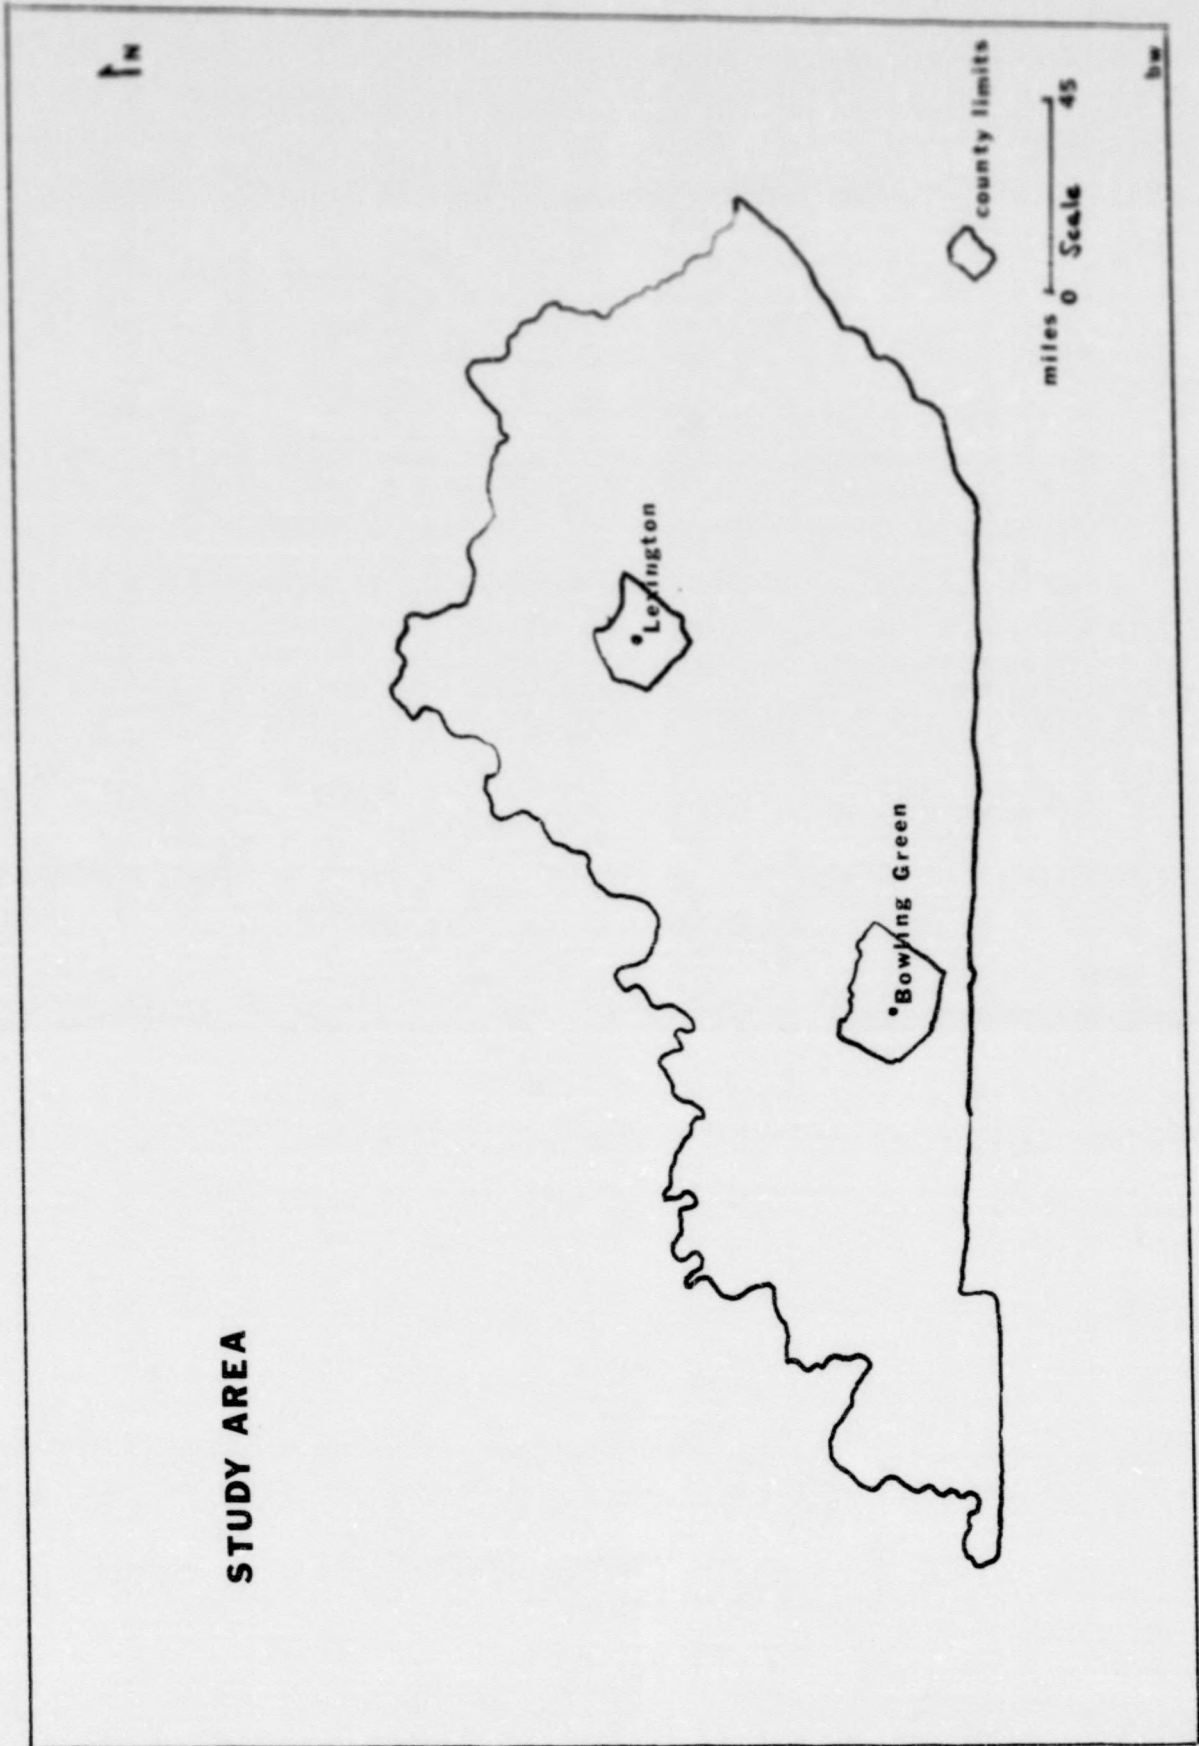 STUDY AREA
N
Lexington
Bowling Green
county limits
miles
0 Scale 45
bw